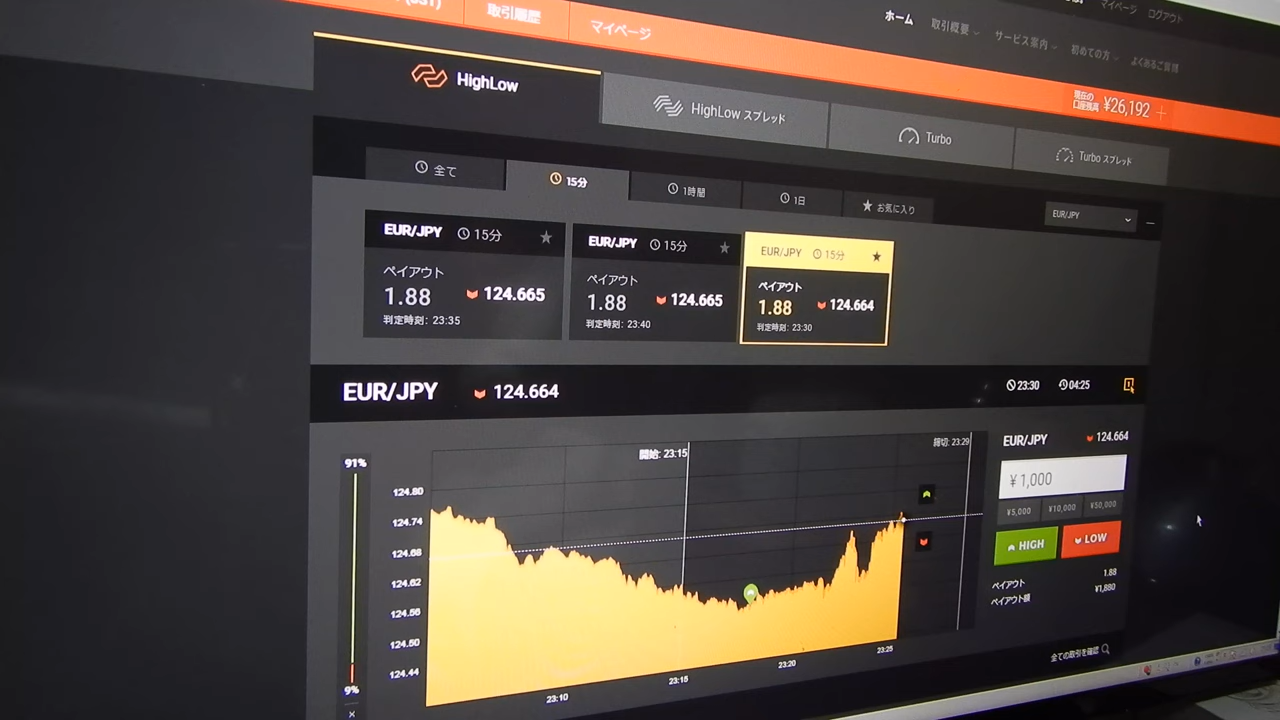 取引履歴
マイページ
マイページ ログアウト
ホーム 取引概要 サービス案内 初めての方 よくあるご質問
現在の
口座残高 ¥26,192 +
HighLow
HighLow スプレッド
Turbo
Turbo スプレッド
全て
15分
1時間
1日
お気に入り
EUR/JPY
EUR/JPY 15分
ペイアウト
1.88 124.665
判定時刻: 23:35
EUR/JPY 15分
ペイアウト
1.88 124.665
判定時刻: 23:40
EUR/JPY 15分
ペイアウト
1.88 124.664
判定時刻: 23:30
EUR/JPY 124.664
23:30 04:25
91%
9%
開始: 23:15
締切: 23:29
124.80
124.74
124.68
124.62
124.56
124.50
124.44
23:10
23:15
23:20
23:25
EUR/JPY 124.664
¥1,000
¥5,000 ¥10,000 ¥50,000
HIGH LOW
ペイアウト 1.88
ペイアウト額 ¥1,880
全ての取引を確認